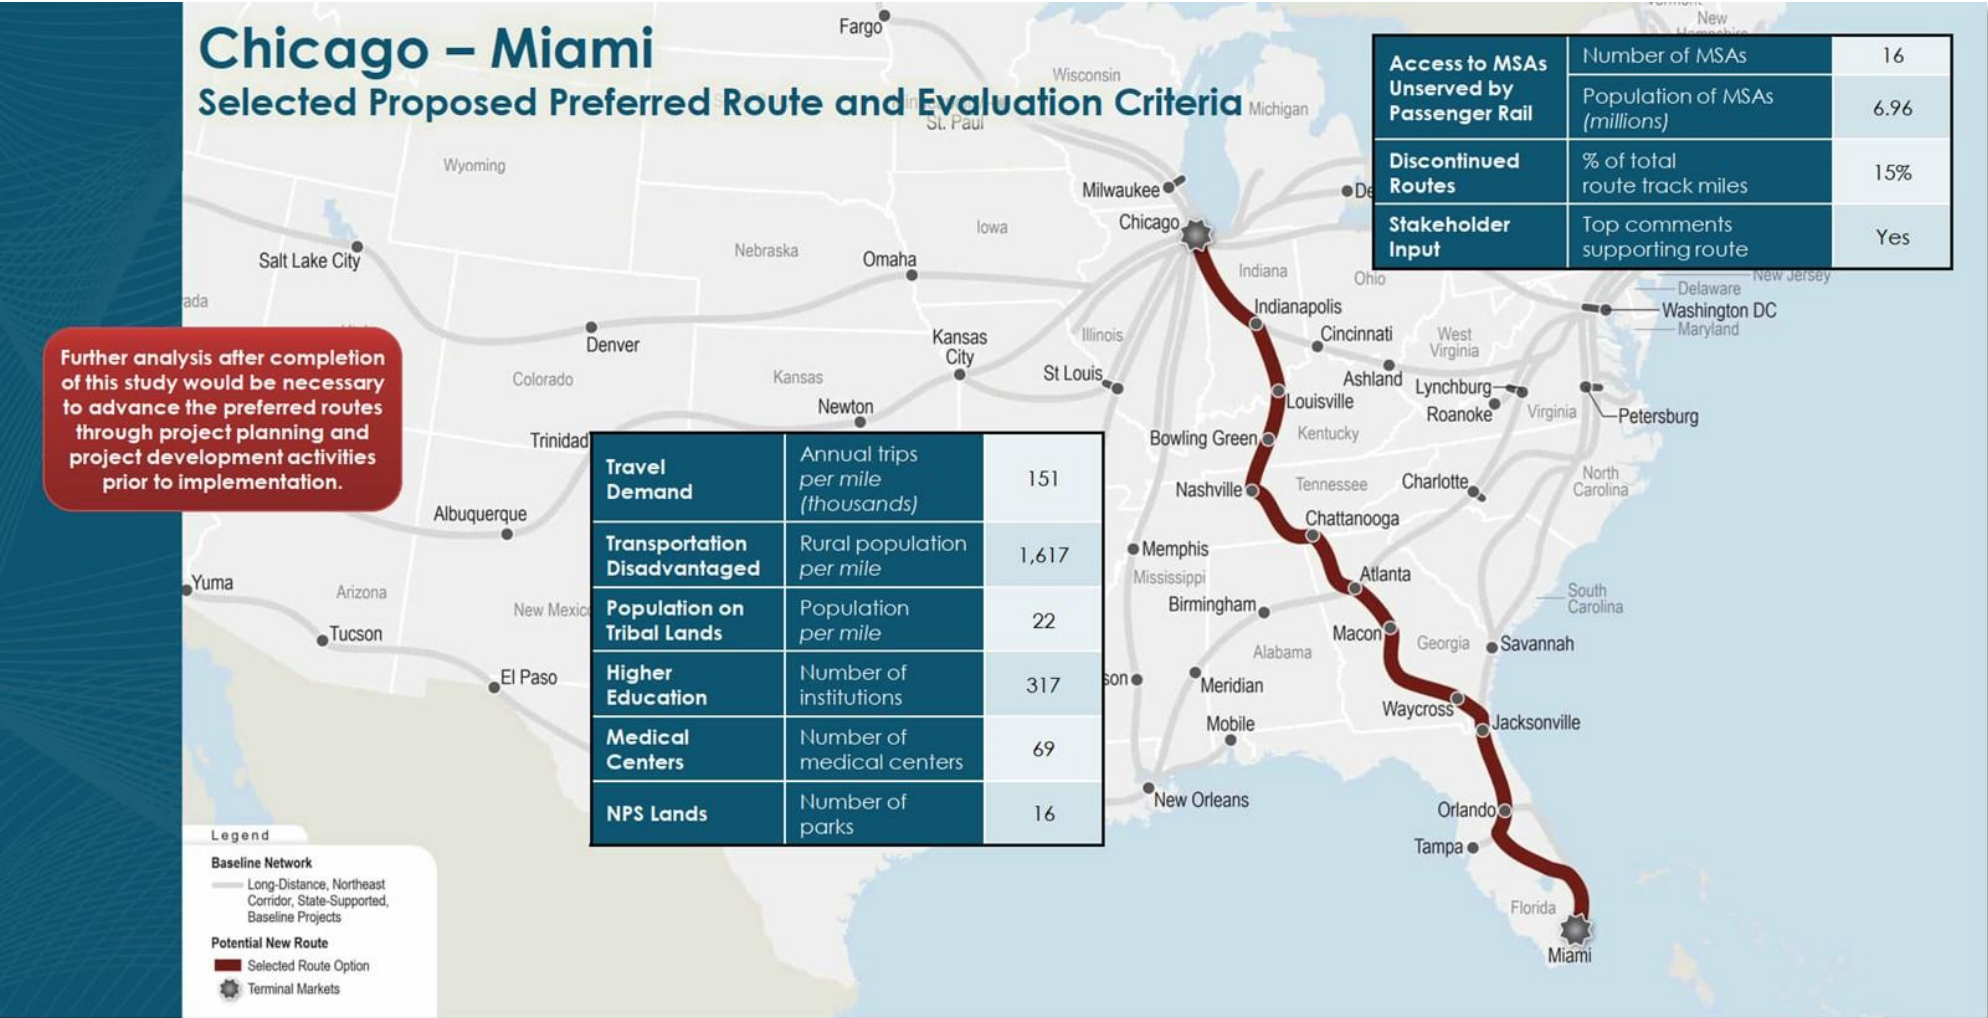 Chicago – Miami
Selected Proposed Preferred Route and Evaluation Criteria
Access to MSAs
Unserved by
Passenger Rail
Number of MSAs
16
Population of MSAs
(millions)
6.96
Discontinued
Routes
% of total
route track miles
15%
Stakeholder
Input
Top comments
supporting route
Yes
Further analysis after completion
of this study would be necessary
to advance the preferred routes
through project planning and
project development activities
prior to implementation.
Travel
Demand
Annual trips
per mile
(thousands)
151
Transportation
Disadvantaged
Rural population
per mile
1,617
Population on
Tribal Lands
Population
per mile
22
Higher
Education
Number of
institutions
317
Medical
Centers
Number of
medical centers
69
NPS Lands
Number of
parks
16
Fargo
Wisconsin
St. Paul
Michigan
New
Wyoming
Milwaukee
Chicago
Iowa
Nebraska
Omaha
Salt Lake City
Indiana
Ohio
New Jersey
Delaware
Washington DC
Maryland
Indianapolis
Cincinnati
West
Virginia
Illinois
Kansas
City
Denver
Colorado
Kansas
St Louis
Ashland
Lynchburg
Roanoke
Virginia
Petersburg
Louisville
Newton
Trinidad
Bowling Green
Kentucky
Nashville
Tennessee
Charlotte
North
Carolina
Albuquerque
Chattanooga
Memphis
Mississippi
Atlanta
Yuma
Arizona
New Mexico
Birmingham
South
Carolina
Tucson
Macon
Georgia
Savannah
Alabama
El Paso
son
Meridian
Waycross
Mobile
Jacksonville
New Orleans
Orlando
Tampa
Florida
Miami
Legend
Baseline Network
Long-Distance, Northeast
Corridor, State-Supported,
Baseline Projects
Potential New Route
Selected Route Option
Terminal Markets